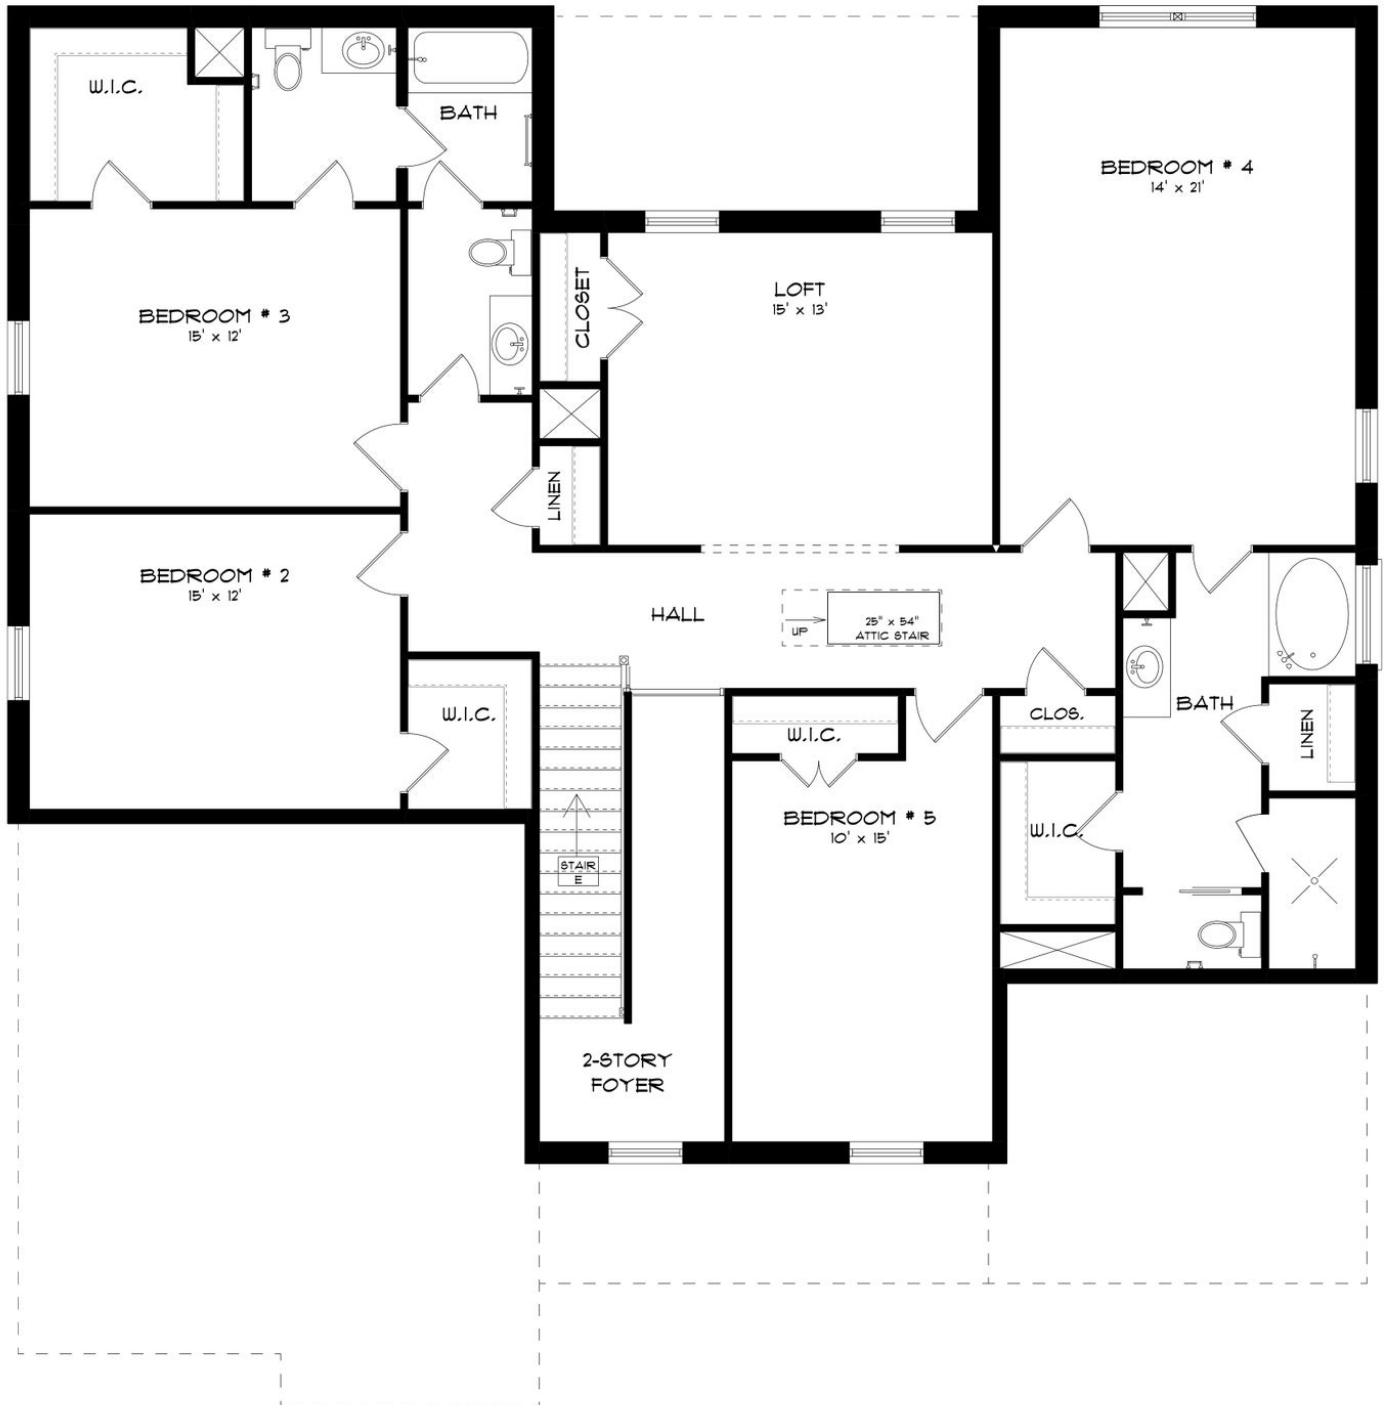 W.I.C.
BATH
BEDROOM # 4
14' x 21'
BEDROOM # 3
15' x 12'
CLOSET
LOFT
15' x 13'
LINEN
BEDROOM # 2
15' x 12'
HALL
UP
25" x 54"
ATTIC STAIR
W.I.C.
W.I.C.
CLOS.
BATH
LINEN
BEDROOM # 5
10' x 15'
W.I.C.
STAIR
E
2-STORY
FOYER